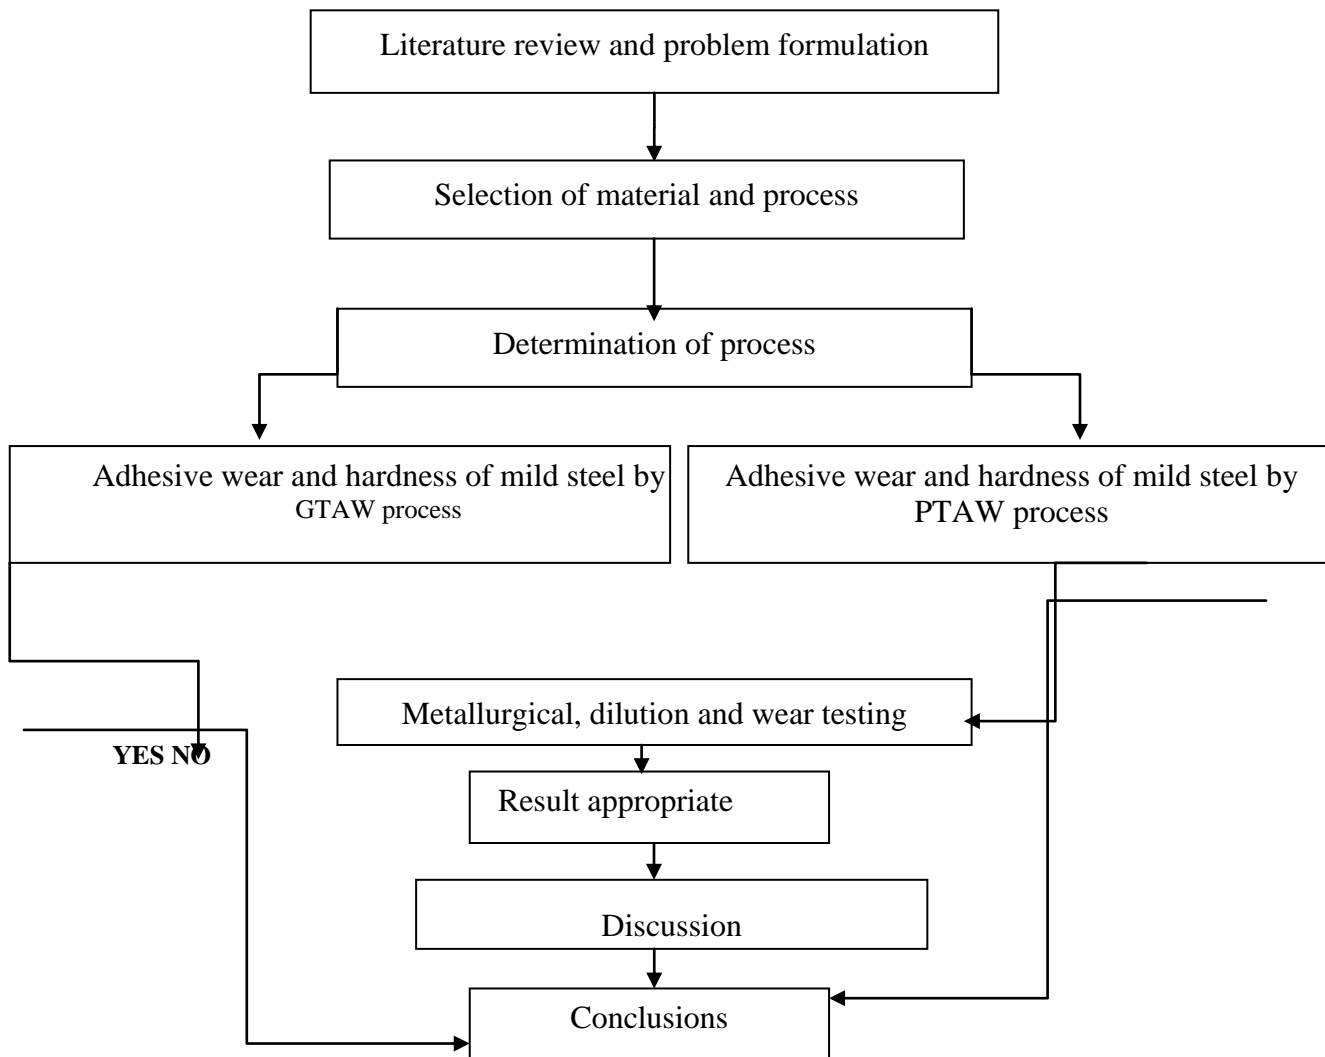 Literature review and problem formulation
Selection of material and process
Determination of process
Adhesive wear and hardness of mild steel by
GTAW process
Adhesive wear and hardness of mild steel by
PTAW process
Metallurgical, dilution and wear testing
YES NO
Result appropriate
Discussion
Conclusions